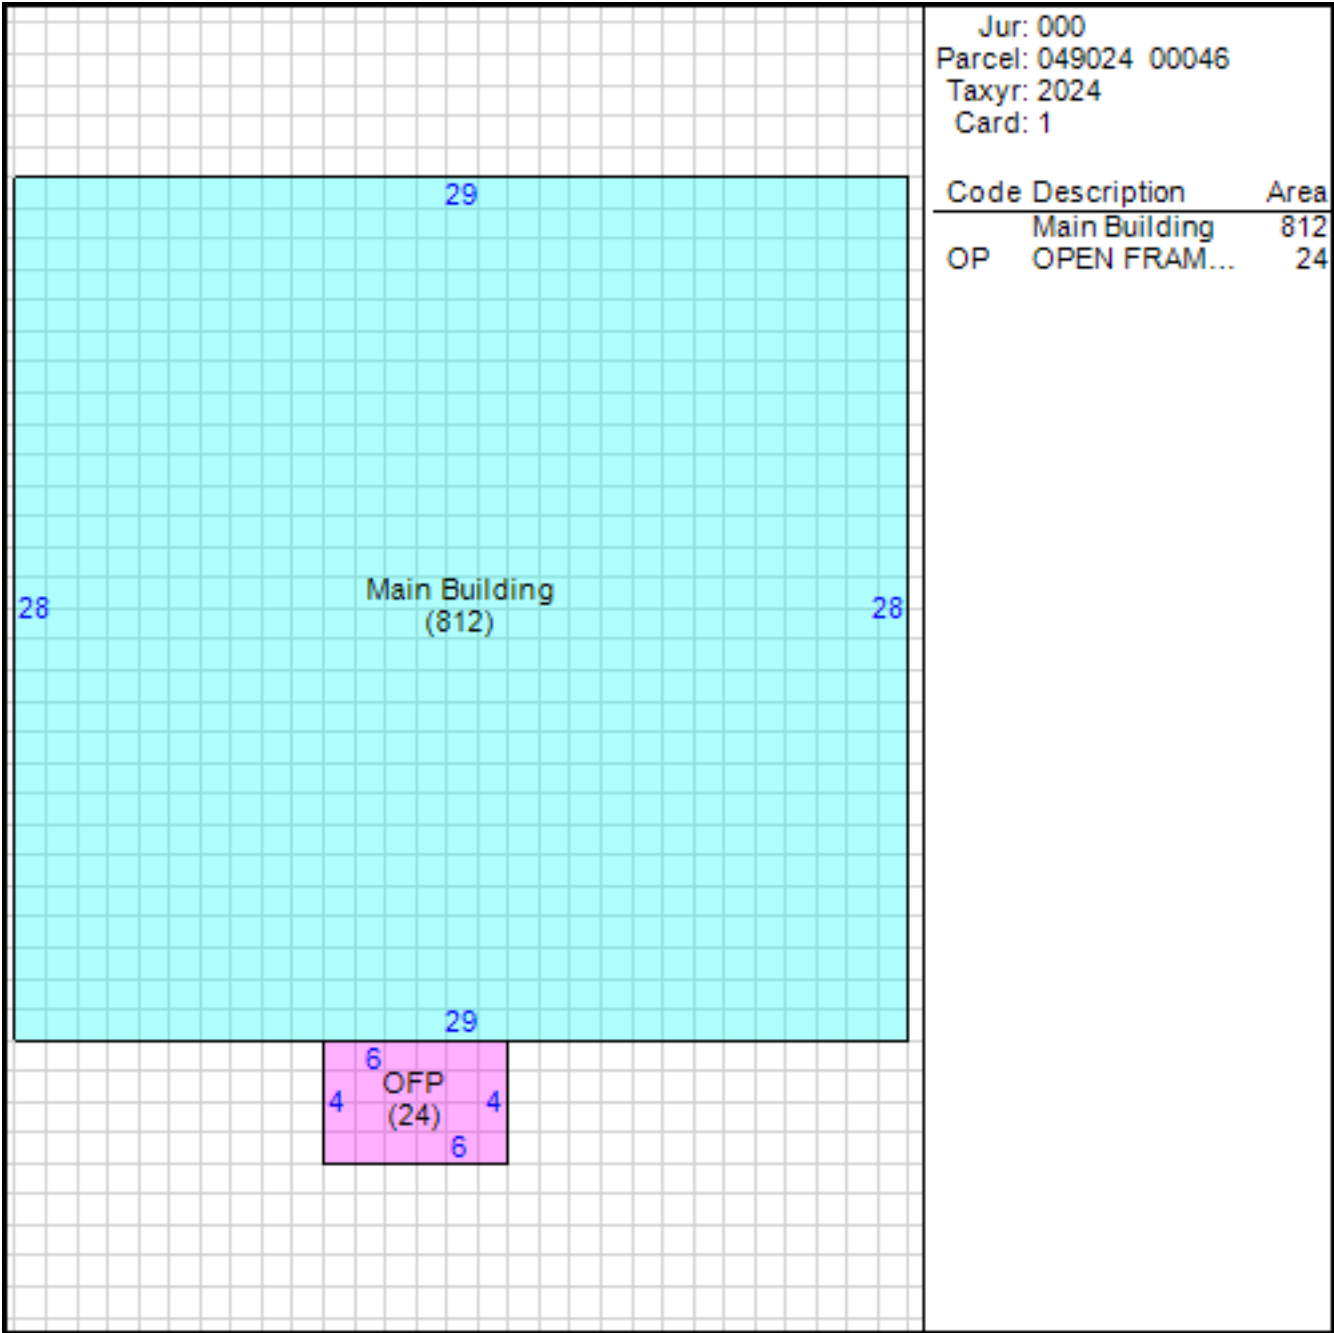 Jur: 000
Parcel: 049024 00046
Taxyr: 2024
Card: 1
Code Description Area
Main Building 812
OP OPEN FRAM... 24
29
28
Main Building
(812)
28
29
6
OFP
4
(24)
4
6